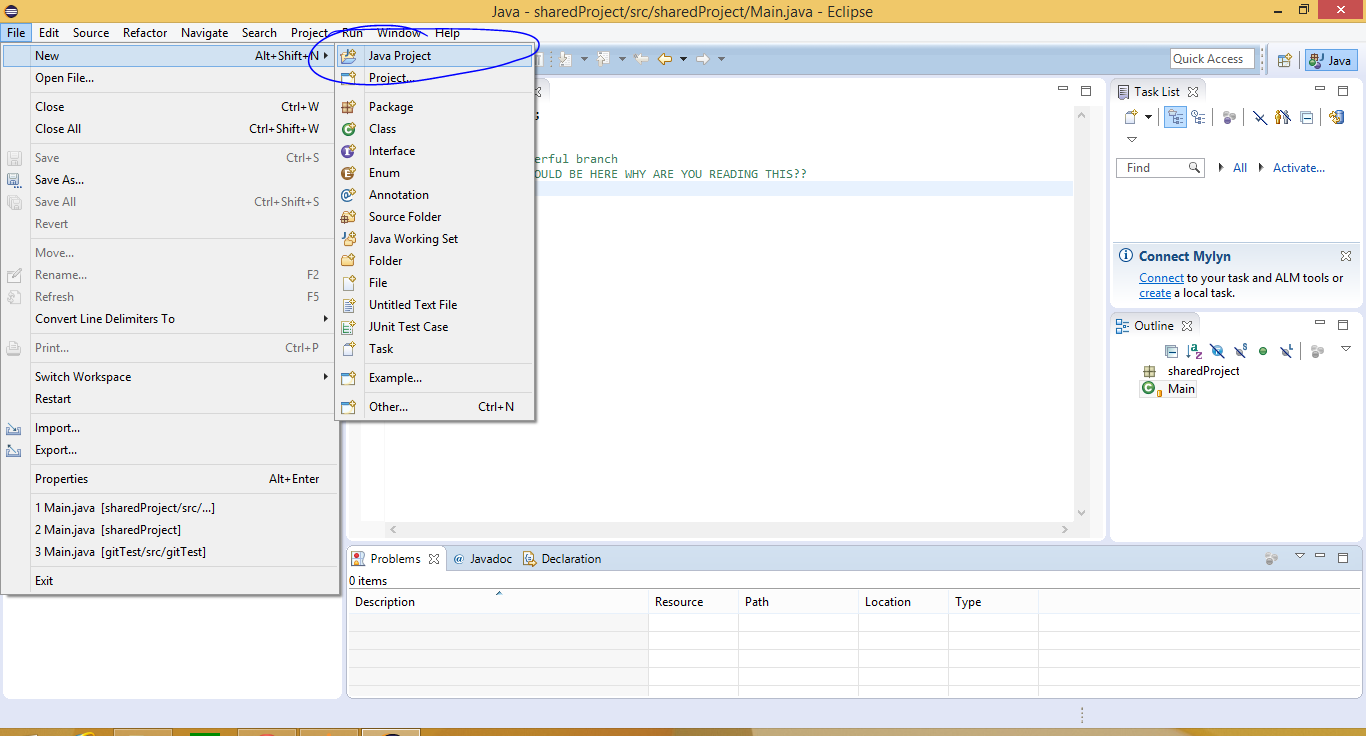 Java - sharedProject/src/sharedProject/Main.java - Eclipse
File Edit Source Refactor Navigate Search Project Run Window Help
New Alt+Shift+N
Open File...
Close Ctrl+W
Close All Ctrl+Shift+W
Save Ctrl+S
Save As...
Save All Ctrl+Shift+S
Revert
Move...
Rename... F2
Refresh F5
Convert Line Delimiters To
Print... Ctrl+P
Switch Workspace
Restart
Import...
Export...
Properties Alt+Enter
1 Main.java [sharedProject/src/...]
2 Main.java [sharedProject]
3 Main.java [gitTest/src/gitTest]
Exit
Java Project
Project...
Package
Class
Interface
Enum
Annotation
Source Folder
Java Working Set
Folder
File
Untitled Text File
JUnit Test Case
Task
Example...
Other... Ctrl+N
;
erful branch
OULD BE HERE WHY ARE YOU READING THIS??
Quick Access
Java
Task List
Find All Activate...
Connect Mylyn
Connect to your task and ALM tools or
create a local task.
Outline
sharedProject
Main
Problems @ Javadoc Declaration
0 items
Description Resource Path Location Type